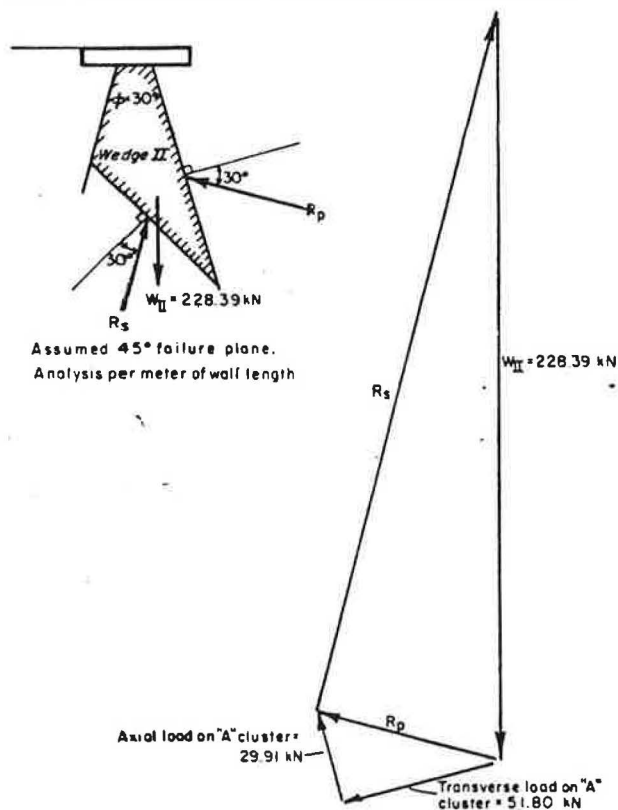 ϕ=30°
Wedge II
30°
Rp
30°
WII = 228.39 kN
Rs
Assumed 45° failure plane.
Analysis per meter of wall length
Rs
WII = 228.39 kN
Rp
Axial load on "A" cluster =
29.91 kN
Transverse load on "A"
cluster = 51.80 kN